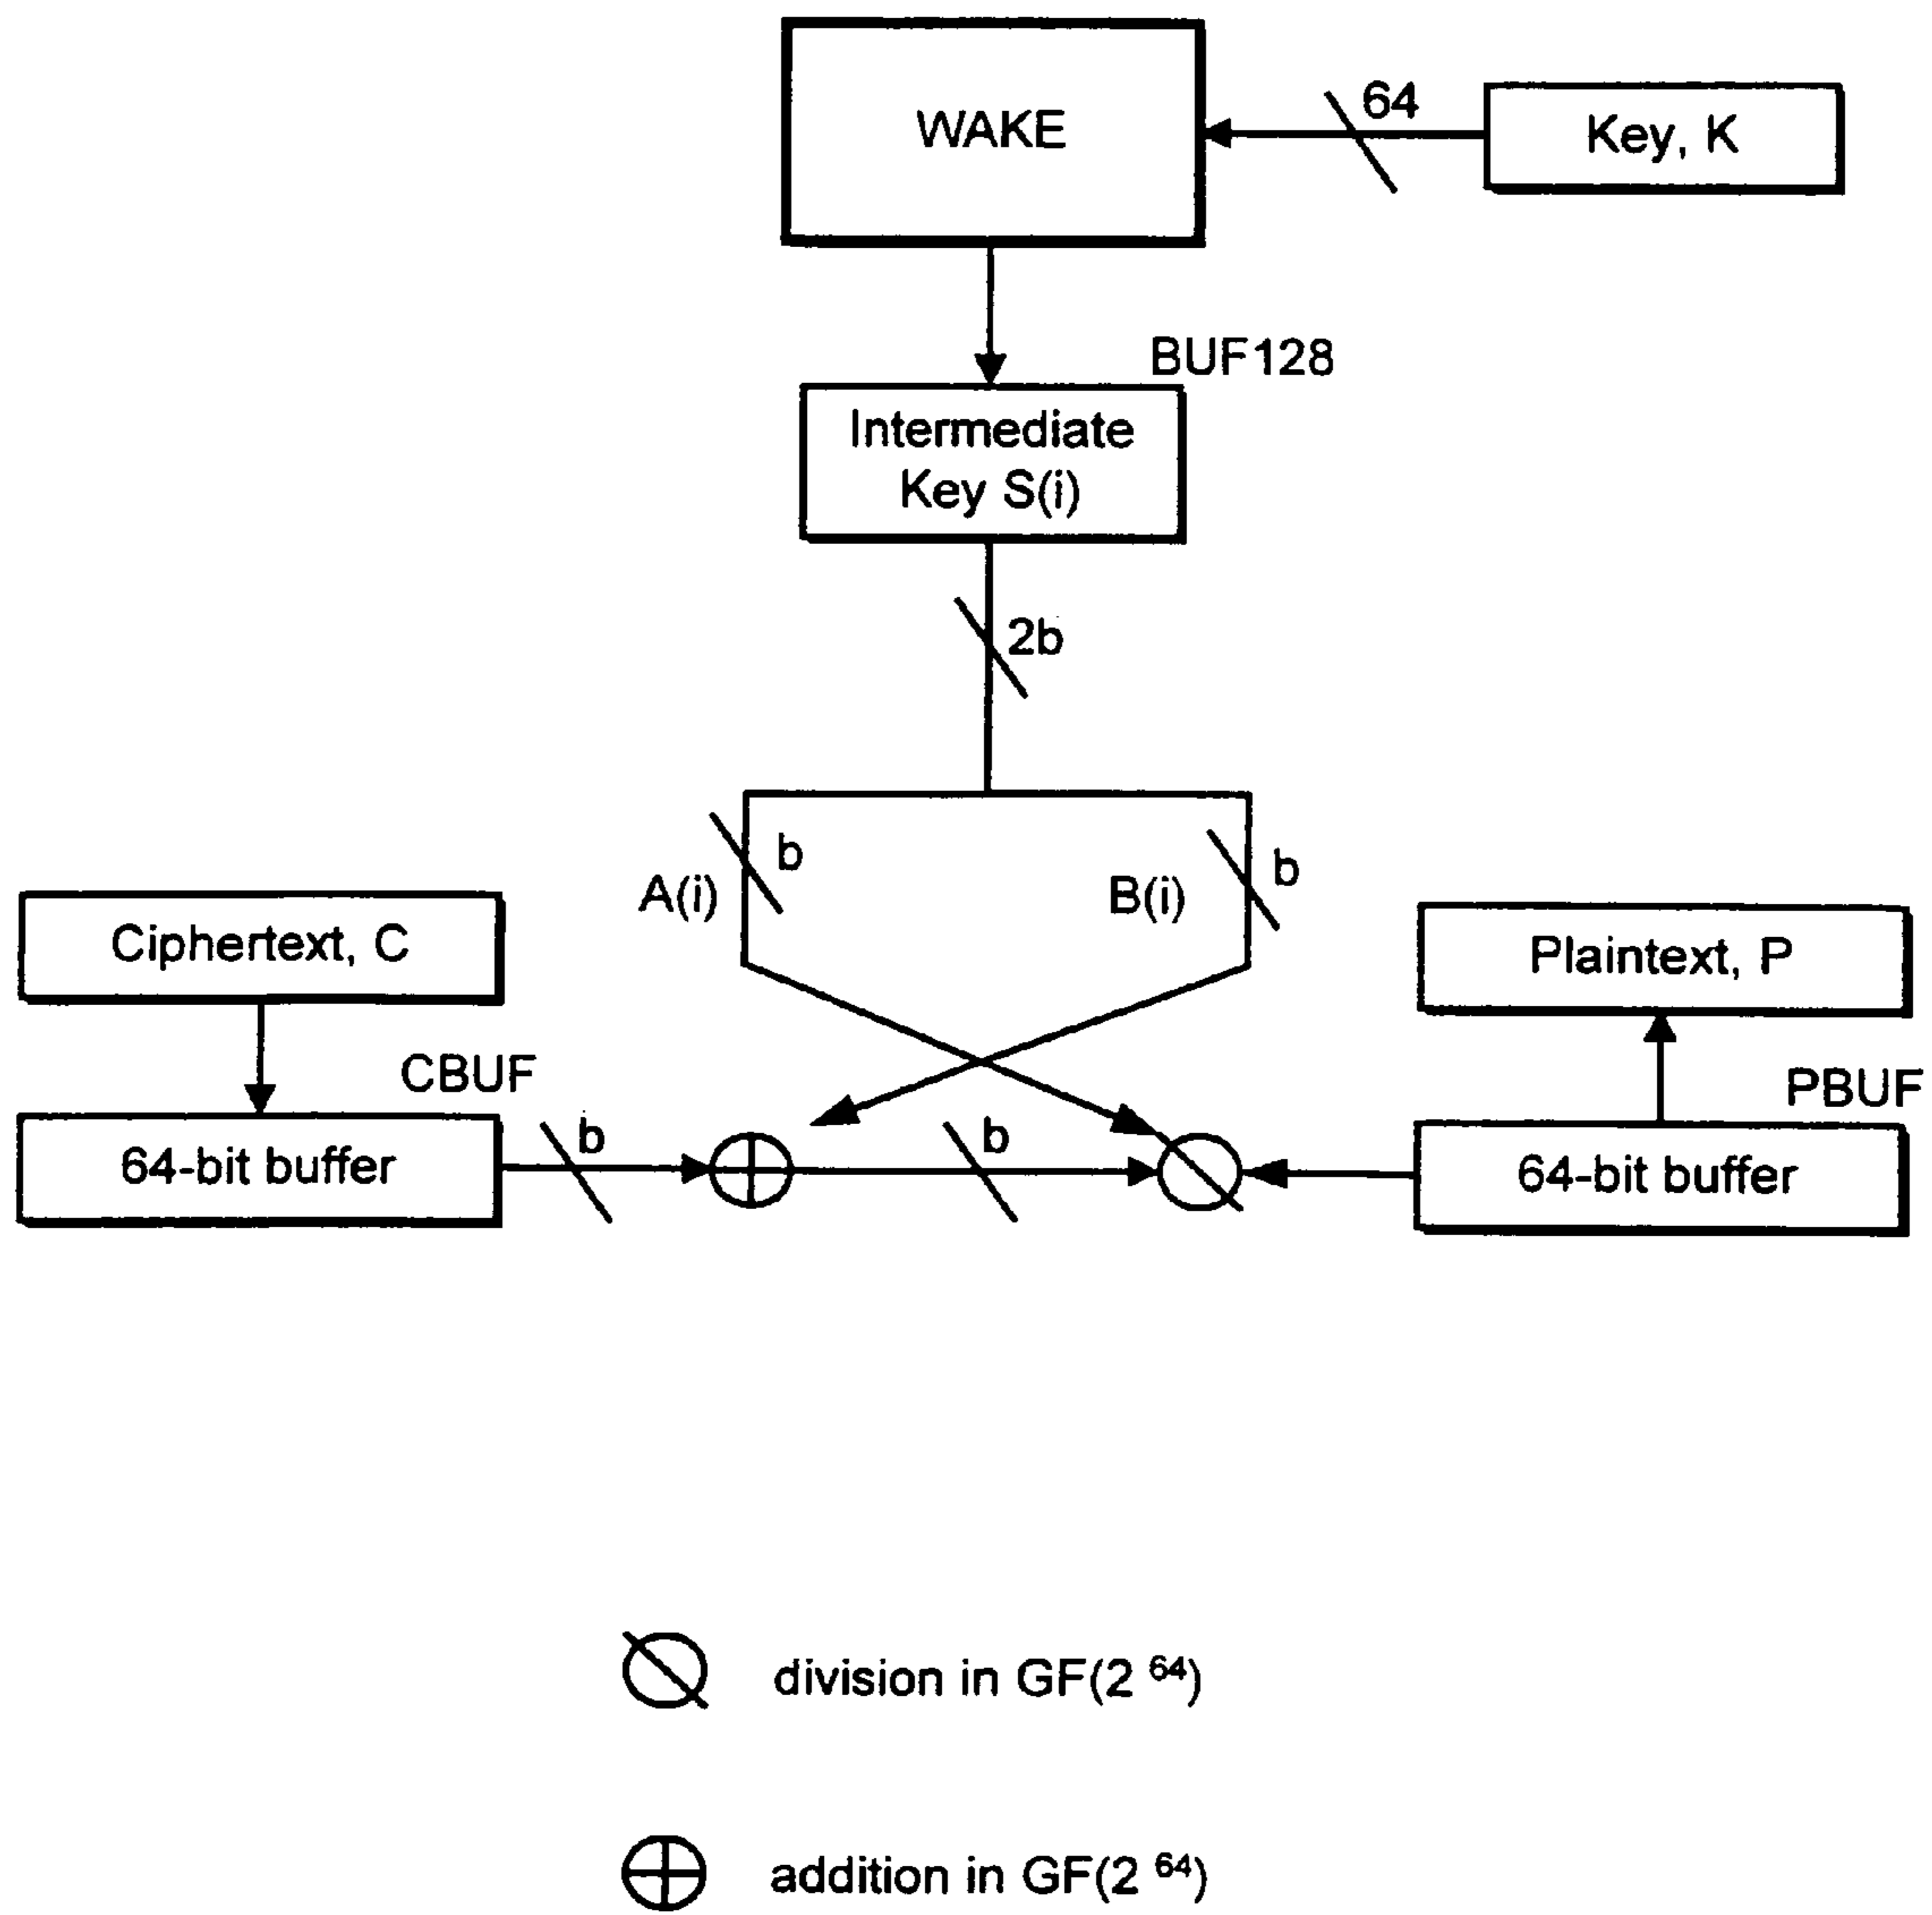 WAKE
64
Key, K
BUF128
Intermediate
Key S(i)
2b
b
b
A(i)
B(i)
Ciphertext, C
Plaintext, P
CBUF
PBUF
b
b
64-bit buffer
64-bit buffer
division in GF(2 64)
addition in GF(2 64)